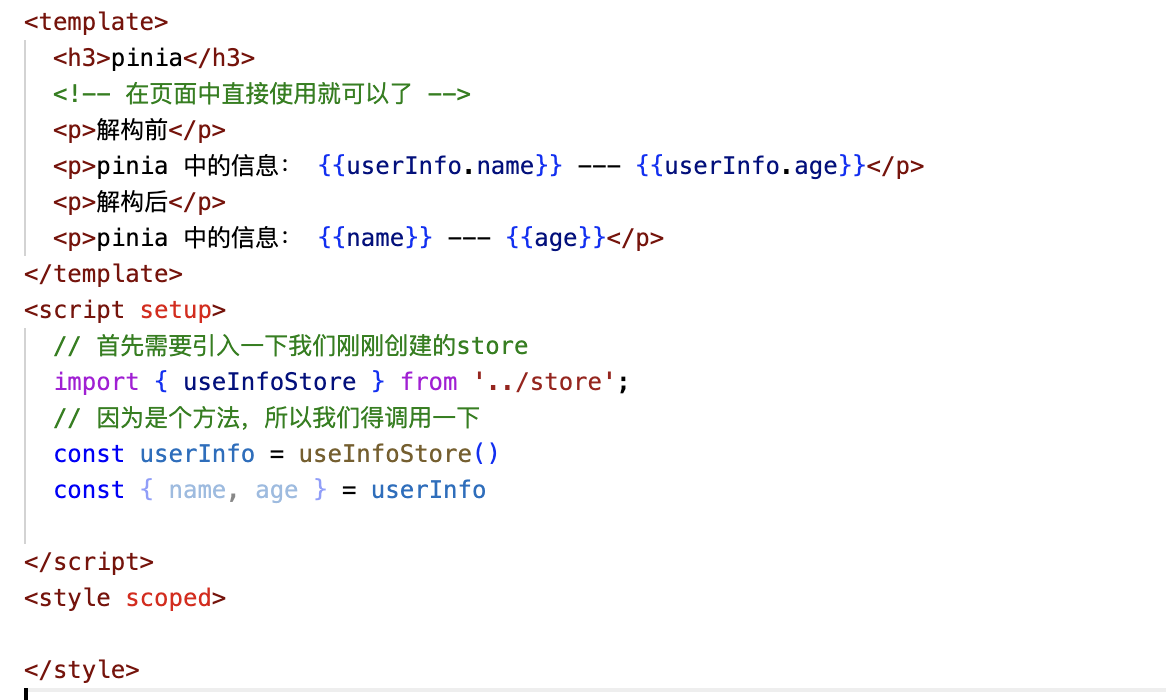 <template>
<h3>pinia</h3>
<!-- 在页面中直接使用就可以了 -->
<p>解构前</p>
<p>pinia 中的信息： {{userInfo.name}} --- {{userInfo.age}}</p>
<p>解构后</p>
<p>pinia 中的信息： {{name}} --- {{age}}</p>
</template>
<script setup>
// 首先需要引入一下我们刚刚创建的store
import { useInfoStore } from '../store';
// 因为是个方法，所以我们得调用一下
const userInfo = useInfoStore()
const { name, age } = userInfo
</script>
<style scoped>
</style>